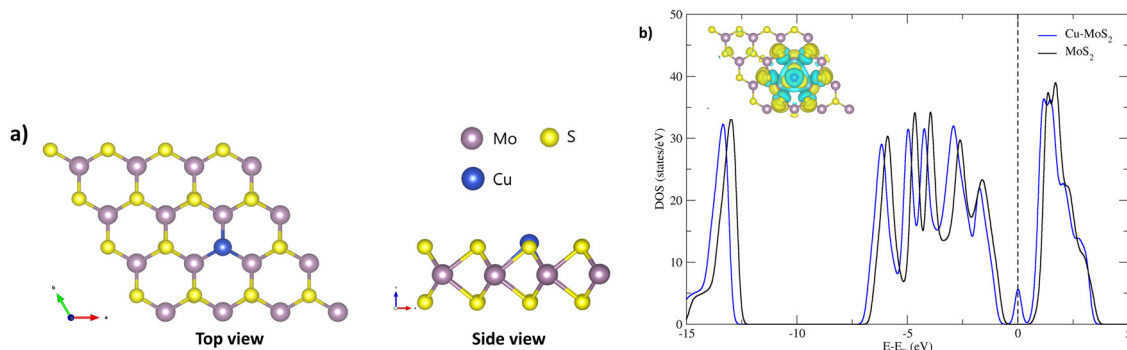 a)
Mo
S
Cu
b
a
Top view
Side view
b)
50
40
30
20
10
0
DOS (states/eV)
Cu-MoS₂
MoS₂
-15
-10
-5
0
5
E-E (eV)